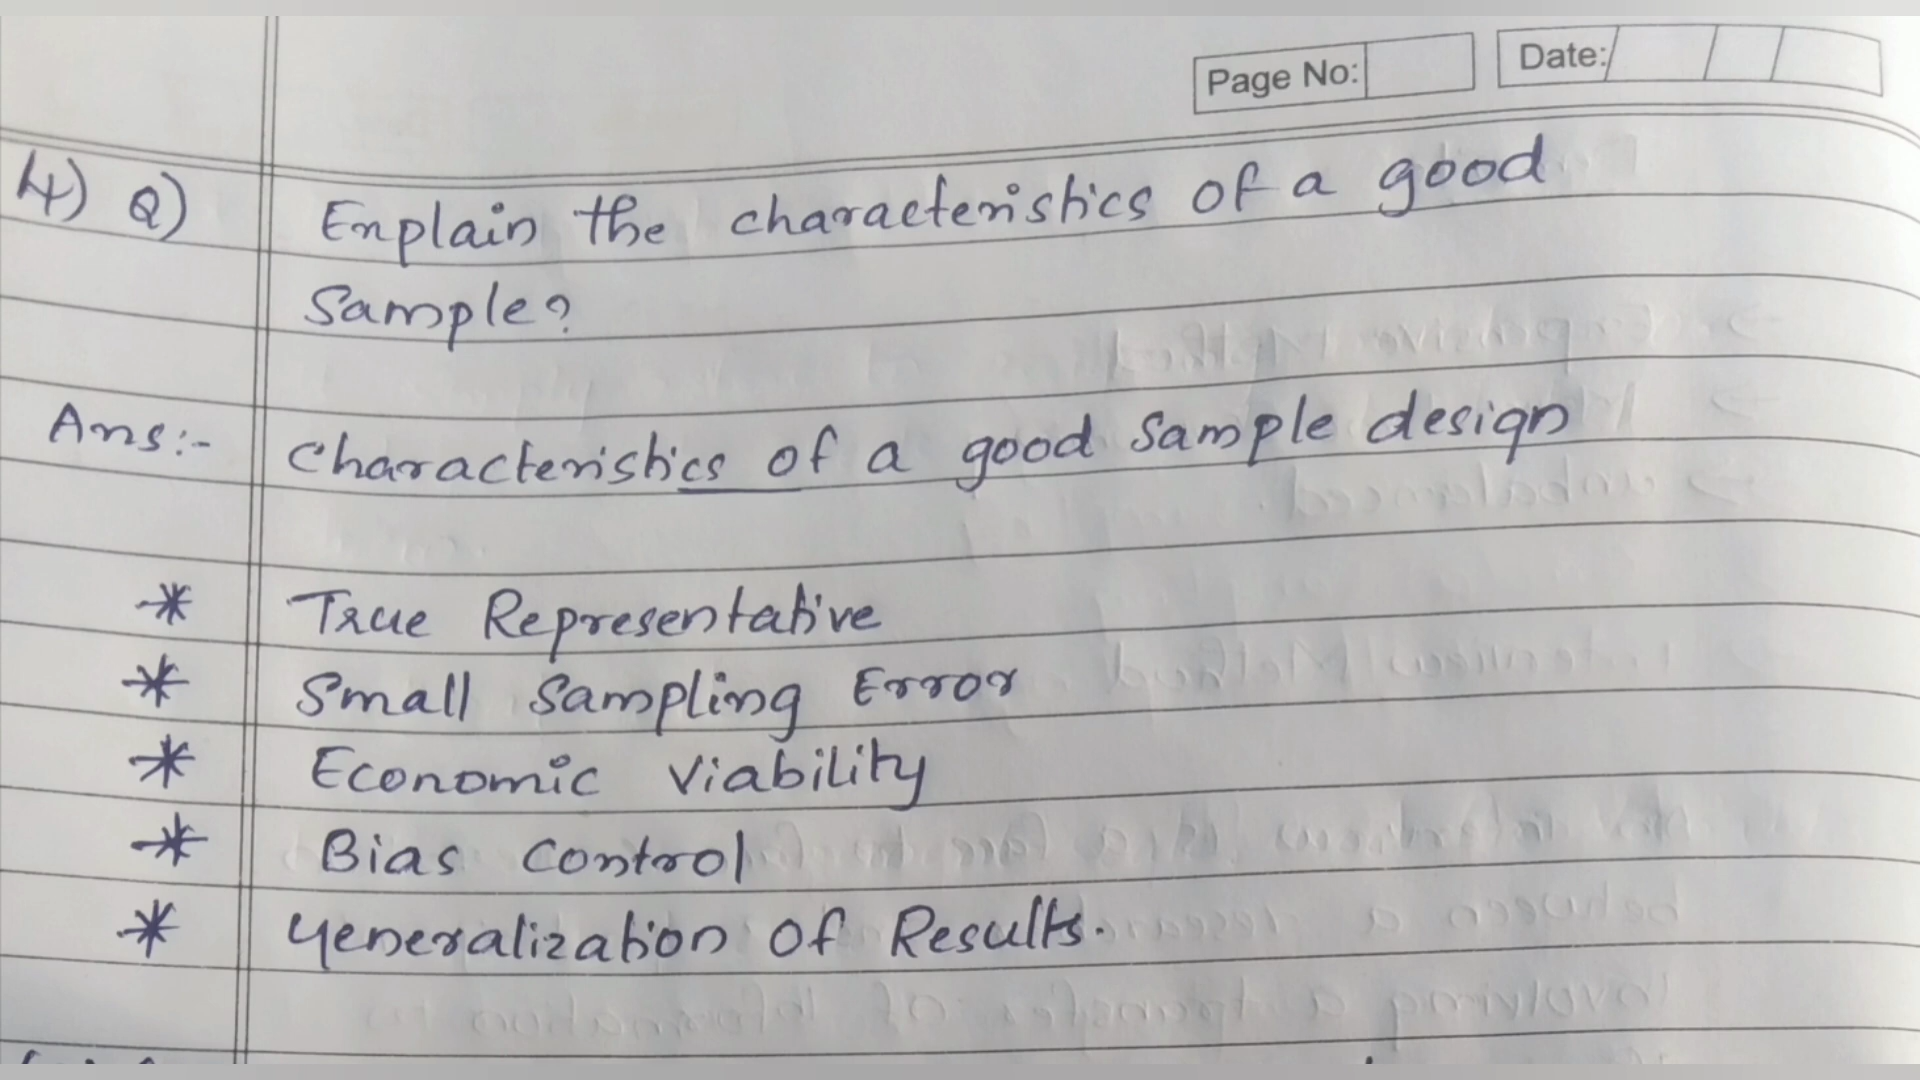 Page No:
Date:
4) Q) Explain the characteristics of a good
Sample?
Ans:- Characteristics of a good sample design
* True Representative
* Small Sampling Error
* Economic Viability
* Bias Control
* Generalization of Results.